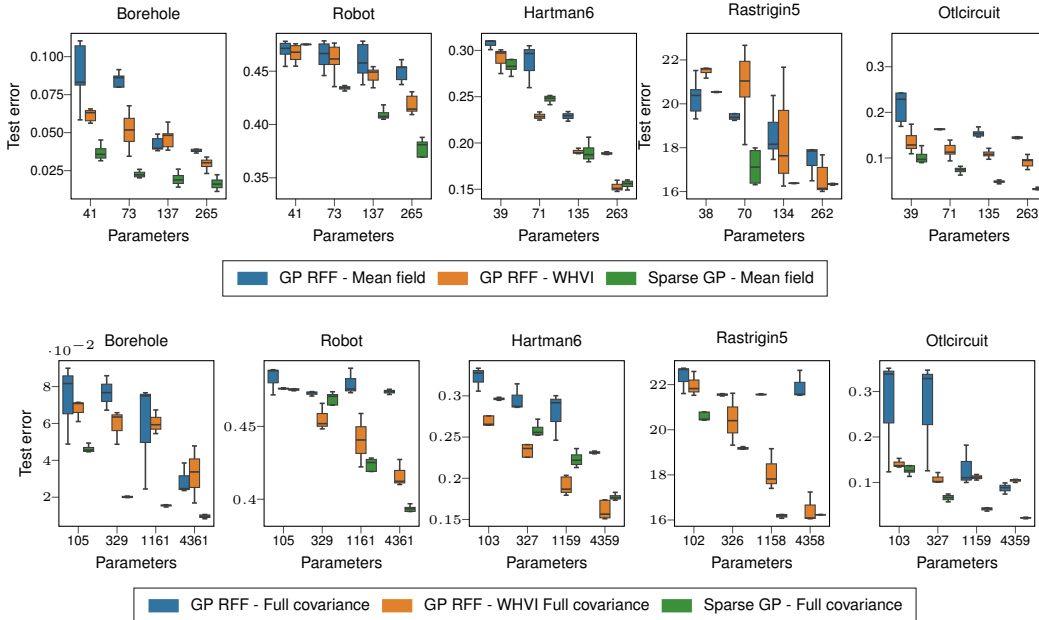 Borehole Robot Hartman6 Rastrigin5 Otlcircuit
Test error
0.100 0.075 0.050 0.025
0.45 0.40 0.35
0.30 0.25 0.20 0.15
22 20 18 16
0.3 0.2 0.1
41 73 137 265 41 73 137 265 39 71 135 263 38 70 134 262 39 71 135 263
Parameters Parameters Parameters Parameters Parameters
GP RFF - Mean field GP RFF - WHVI Sparse GP - Mean field
Borehole Robot Hartman6 Rastrigin5 Otlcircuit
·10−2
Test error
8 6 4 2
0.45 0.4
0.3 0.25 0.2 0.15
22 20 18 16
0.3 0.2 0.1
105 329 1161 4361 105 329 1161 4361 103 327 1159 4359 102 326 1158 4358 103 327 1159 4359
Parameters Parameters Parameters Parameters Parameters
GP RFF - Full covariance GP RFF - WHVI Full covariance Sparse GP - Full covariance